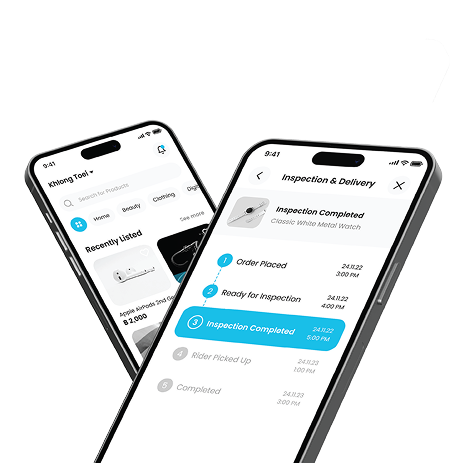 9:41
Khlong Toei
Search for Products
Home
Beauty
Clothing
Recently Listed
See more
Apple AirPods 2nd Ge
฿ 2,000
9:41
Inspection & Delivery
Inspection Completed
Classic White Metal Watch
1 Order Placed 24.11.22
3:00 PM
2 Ready for Inspection 24.11.22
4:00 PM
3 Inspection Completed 24.11.22
5:00 PM
4 Rider Picked Up 24.11.23
1:00 PM
5 Completed 24.11.23
3:00 PM